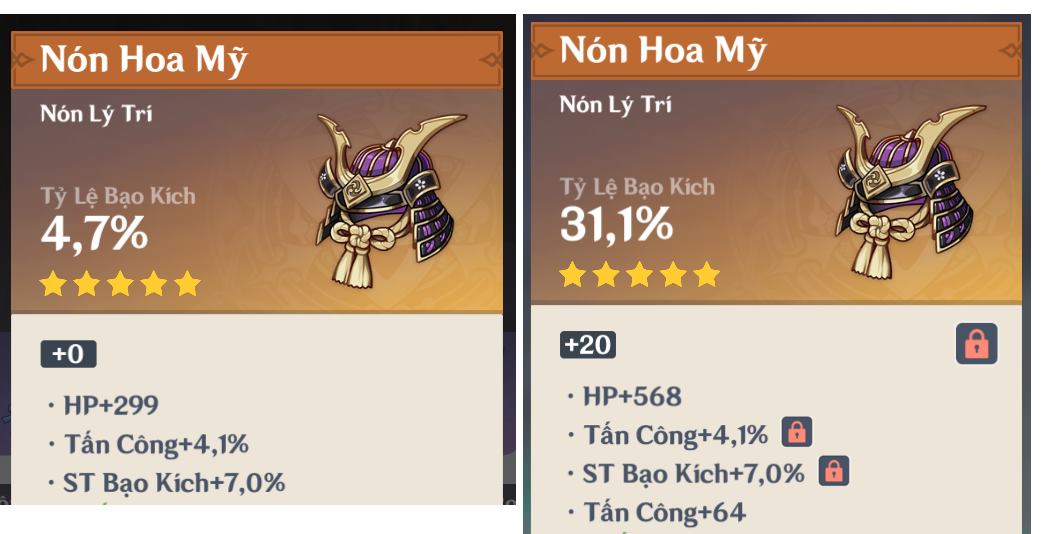 Nón Hoa Mỹ
Nón Lý Trí
Tỷ Lệ Bạo Kích
4,7%
+0
· HP+299
· Tấn Công+4,1%
· ST Bạo Kích+7,0%
Nón Hoa Mỹ
Nón Lý Trí
Tỷ Lệ Bạo Kích
31,1%
+20
· HP+568
· Tấn Công+4,1%
· ST Bạo Kích+7,0%
· Tấn Công+64